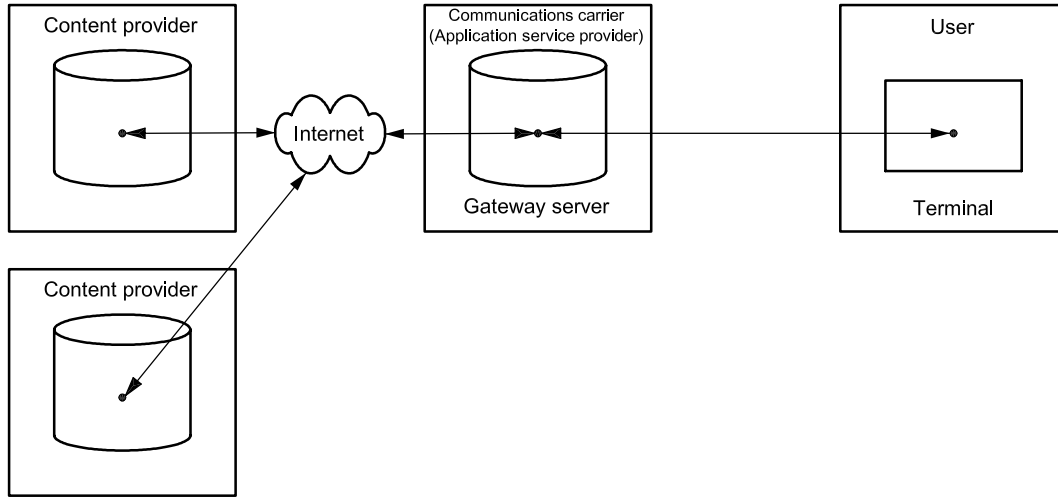 Content provider
Internet
Communications carrier
(Application service provider)
Gateway server
User
Terminal
Content provider